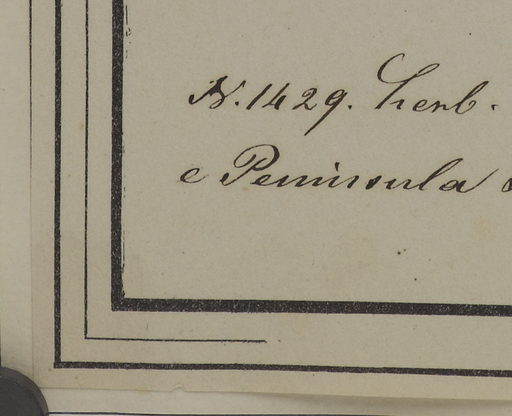 N. 1429. herb.
e Peninsula